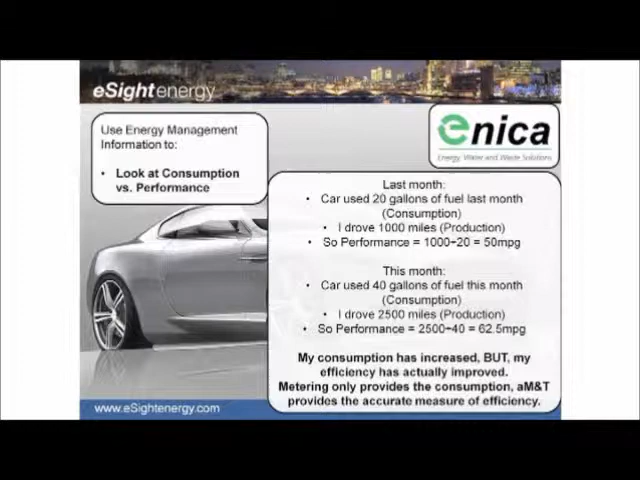 eSightenergy
Use Energy Management
Information to:
• Look at Consumption
vs. Performance
enica
Energy, Water and Waste Solutions
Last month:
• Car used 20 gallons of fuel last month
(Consumption)
• I drove 1000 miles (Production)
• So Performance = 1000÷20 = 50mpg
This month:
• Car used 40 gallons of fuel this month
(Consumption)
• I drove 2500 miles (Production)
• So Performance = 2500÷40 = 62.5mpg
My consumption has increased, BUT, my
efficiency has actually improved.
Metering only provides the consumption, aM&T
provides the accurate measure of efficiency.
www.eSightenergy.com